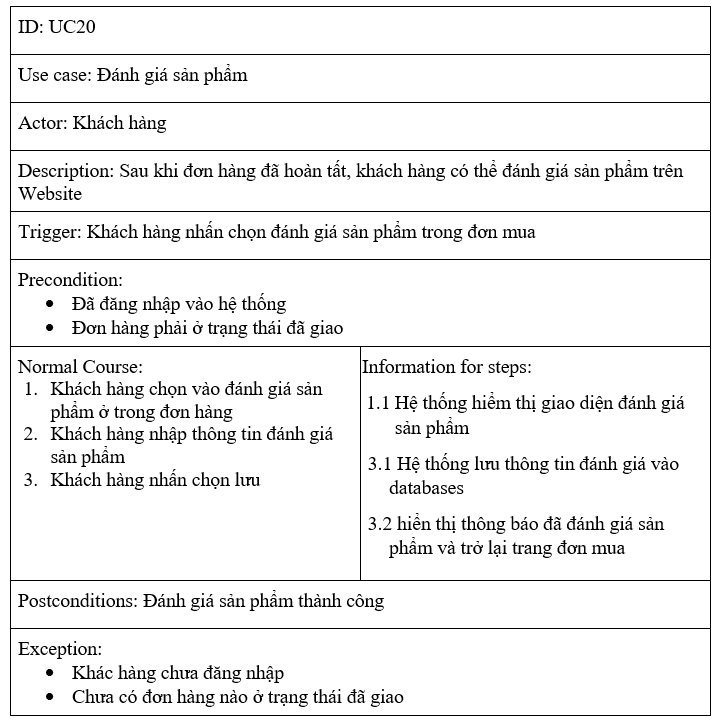 ID: UC20
Use case: Đánh giá sản phẩm
Actor: Khách hàng
Description: Sau khi đơn hàng đã hoàn tất, khách hàng có thể đánh giá sản phẩm trên
Website
Trigger: Khách hàng nhấn chọn đánh giá sản phẩm trong đơn mua
Precondition:
• Đã đăng nhập vào hệ thống
• Đơn hàng phải ở trạng thái đã giao
Normal Course:
1. Khách hàng chọn vào đánh giá sản
phẩm ở trong đơn hàng
2. Khách hàng nhập thông tin đánh giá
sản phẩm
3. Khách hàng nhấn chọn lưu
Information for steps:
1.1 Hệ thống hiểm thị giao diện đánh giá
sản phẩm
3.1 Hệ thống lưu thông tin đánh giá vào
databases
3.2 hiển thị thông báo đã đánh giá sản
phẩm và trở lại trang đơn mua
Postconditions: Đánh giá sản phẩm thành công
Exception:
• Khác hàng chưa đăng nhập
• Chưa có đơn hàng nào ở trạng thái đã giao